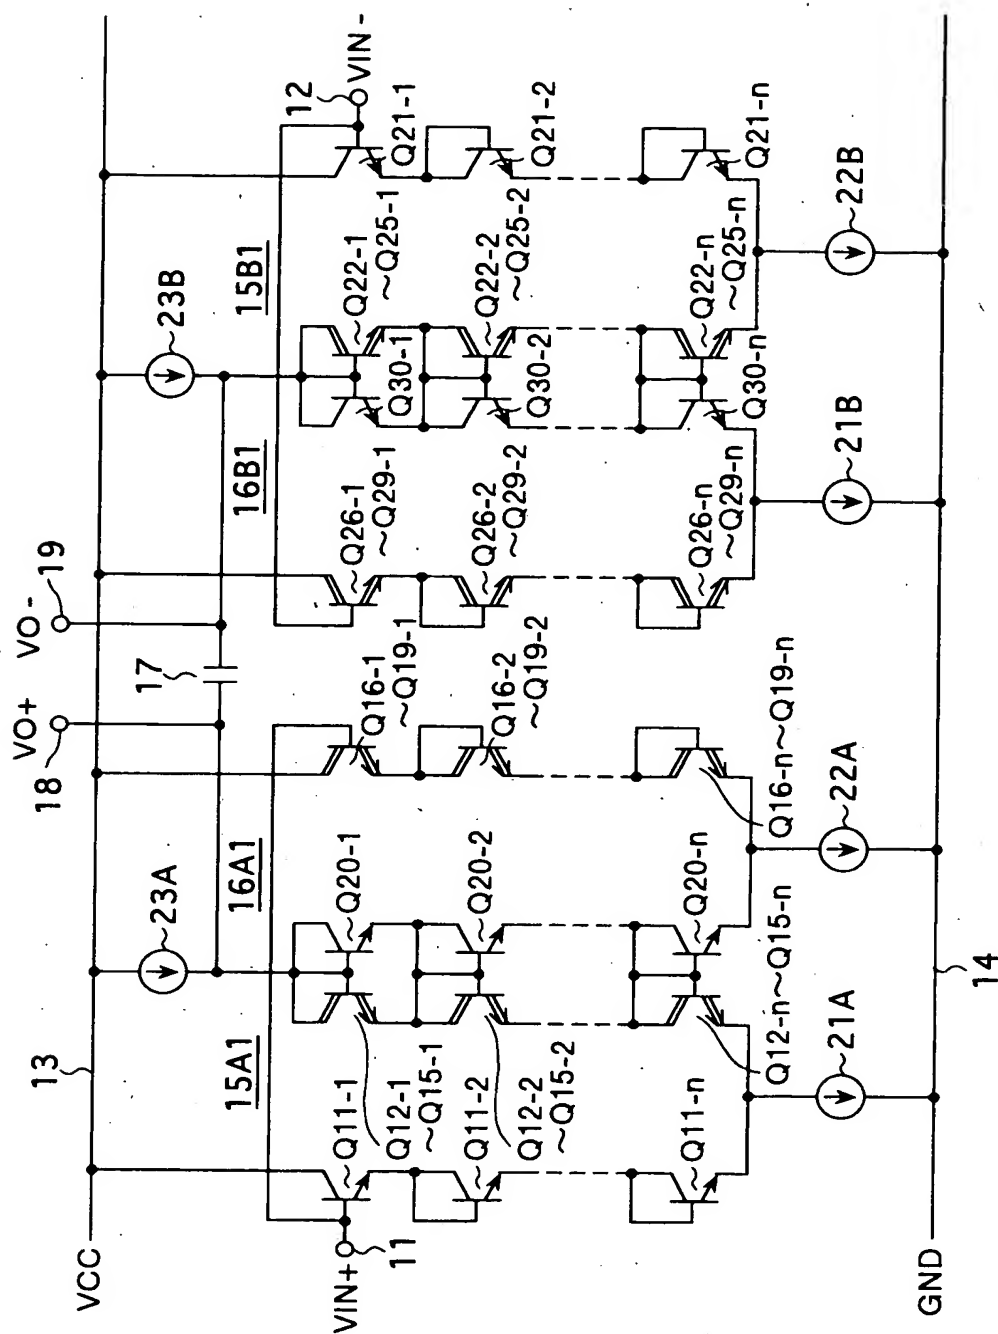 VCC
13
VIN+
11
15A1
23A
16A1
18
VO+
17
VO-
19
16B1
23B
15B1
12
VIN-
Q11-1
Q12-1
~Q15-1
Q11-2
Q12-2
~Q15-2
Q11-n
Q12-n~Q15-n
Q20-1
Q20-2
Q20-n
Q16-1
~Q19-1
Q16-2
~Q19-2
Q16-n~Q19-n
Q26-1
~Q29-1
Q26-2
~Q29-2
Q26-n
~Q29-n
Q30-1
Q30-2
Q30-n
Q22-1
~Q25-1
Q22-2
~Q25-2
Q22-n
~Q25-n
Q21-1
Q21-2
Q21-n
21A
22A
21B
22B
GND
14